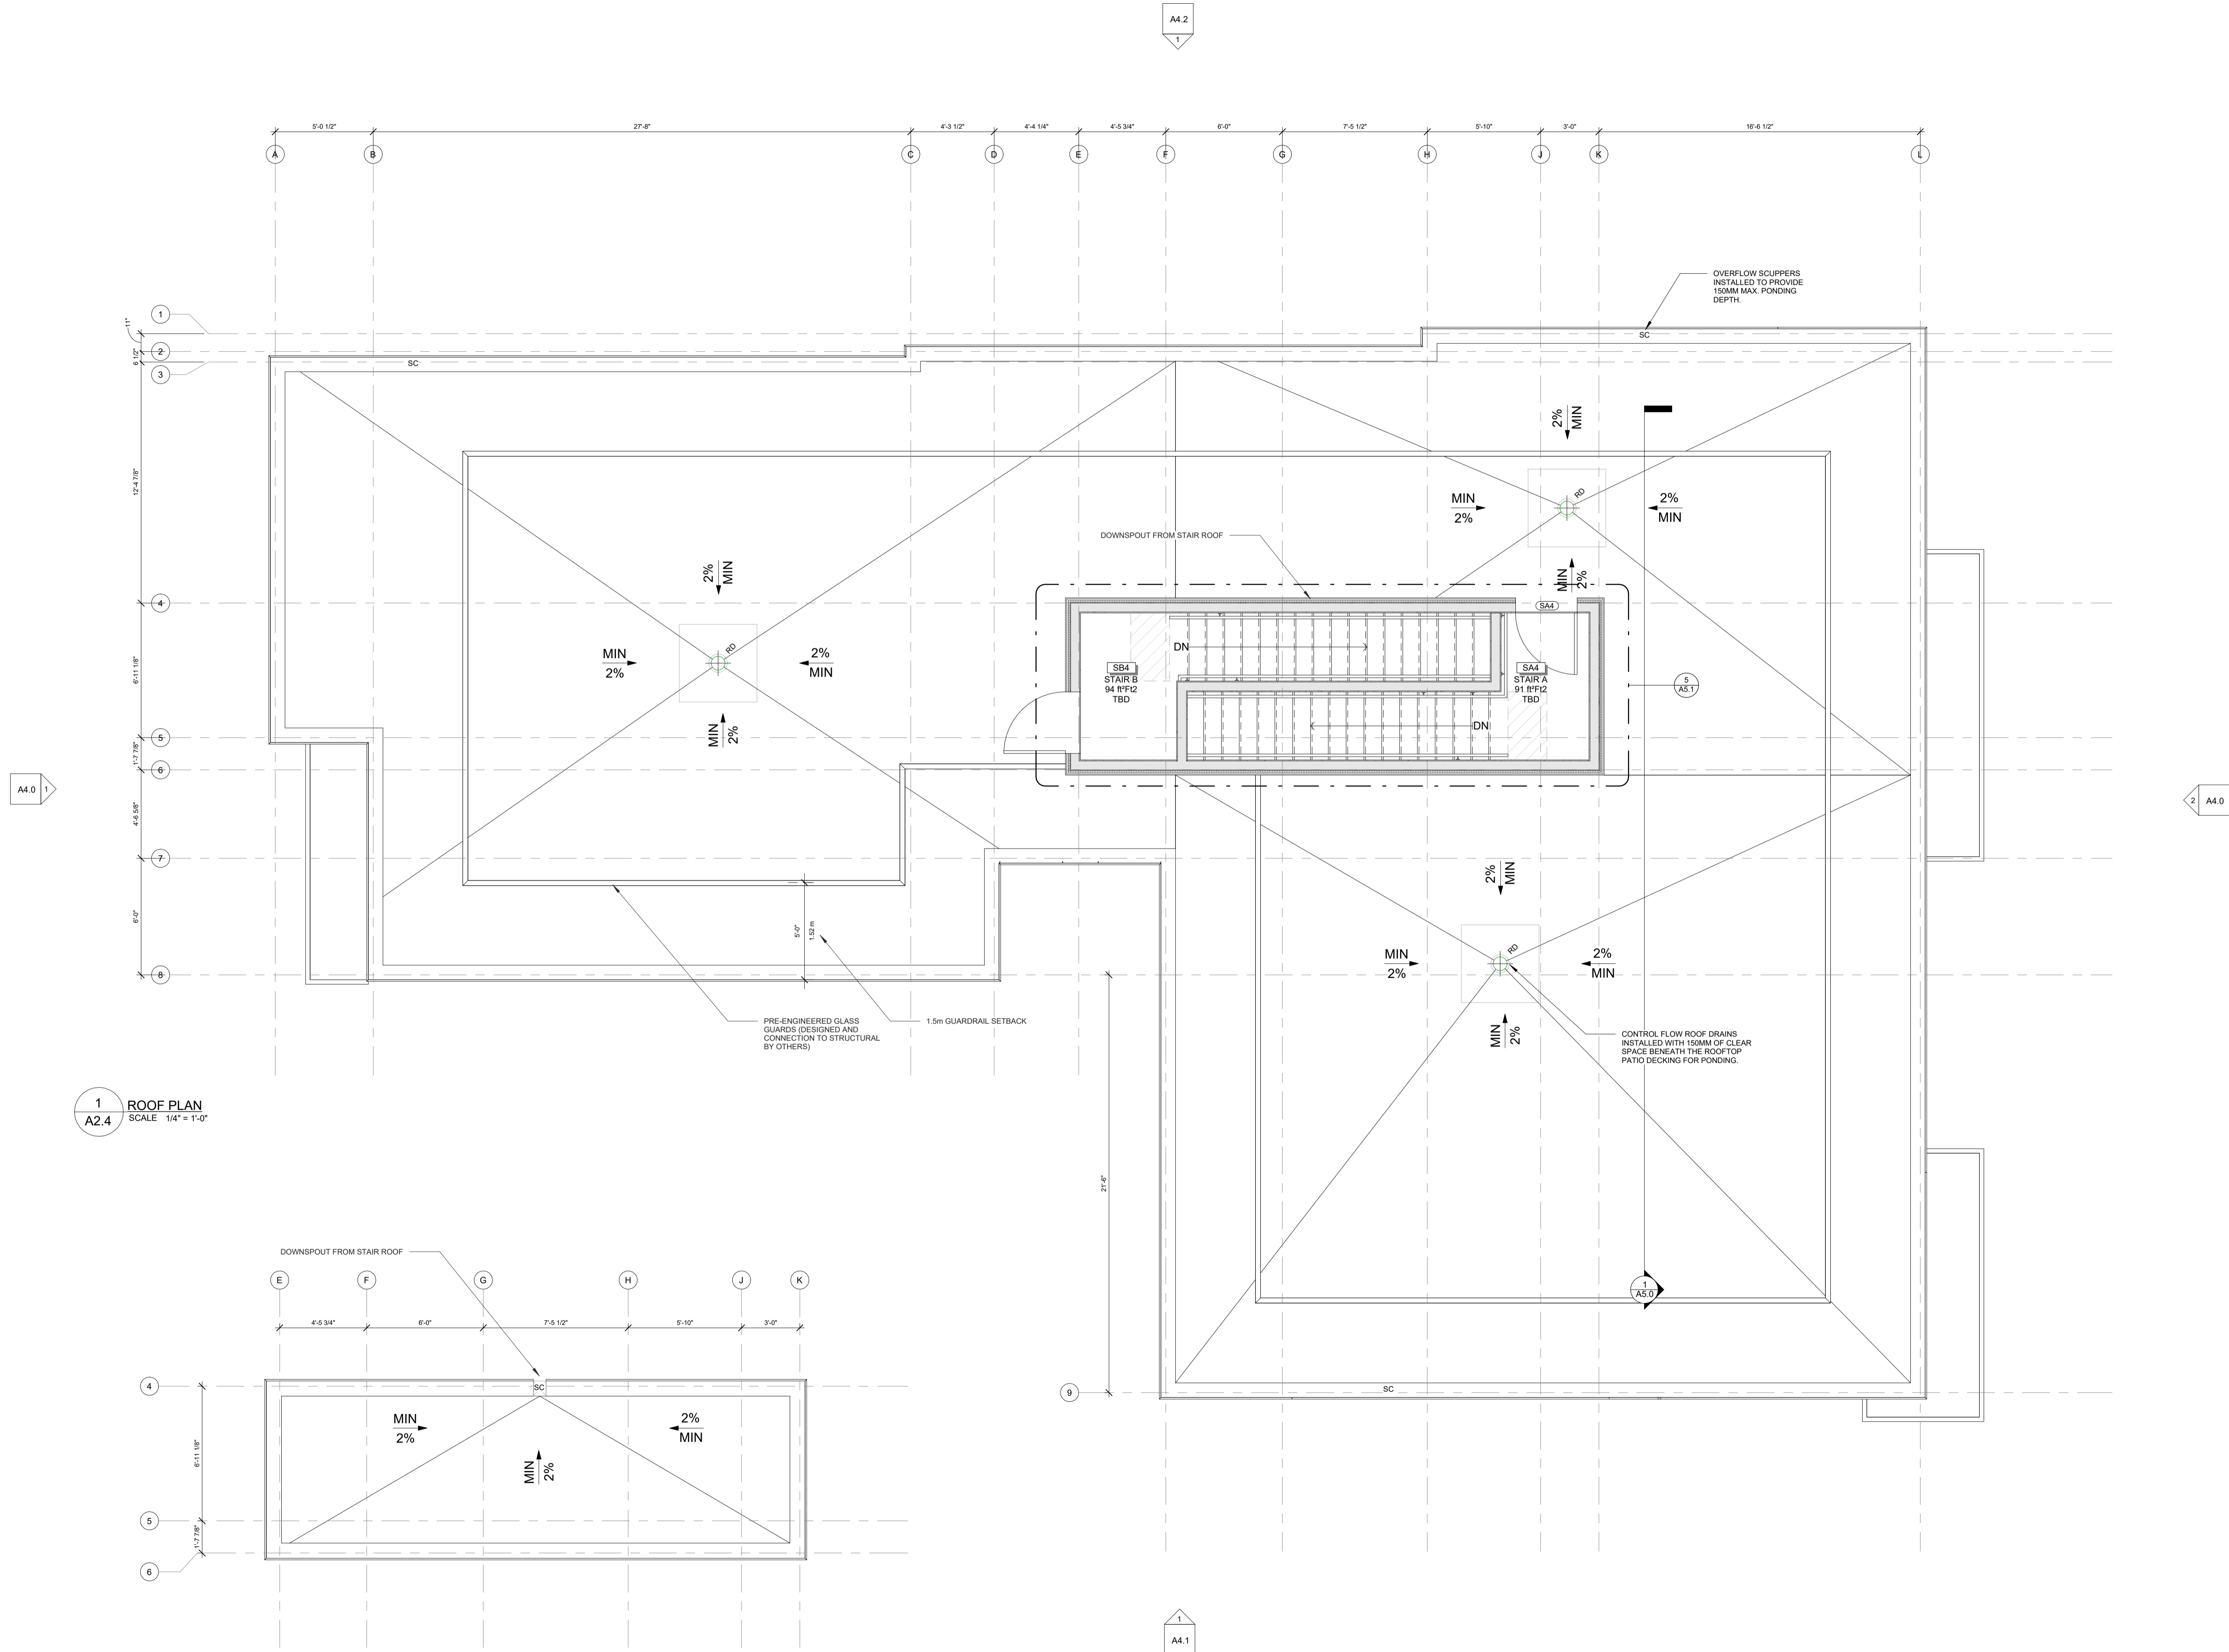 A4.2
1
5'-0 1/2"
27'-8"
4'-3 1/2"
4'-4 1/4"
4'-5 3/4"
6'-0"
7'-5 1/2"
5'-10"
3'-0"
16'-6 1/2"
A
B
C
D
E
F
G
H
J
K
L
OVERFLOW SCUPPERS
INSTALLED TO PROVIDE
150MM MAX. PONDING
DEPTH.
1
2
3
4
5
6
7
8
11"
6 1/2"
12'-4 7/8"
6'-11 1/8"
1'-7 7/8"
4'-6 5/8"
6'-0"
SC
SC
2%
MIN
MIN
2%
RD
2%
MIN
MIN
2%
DOWNSPOUT FROM STAIR ROOF
2%
MIN
MIN
2%
RD
2%
MIN
MIN
2%
SA4
DN
SB4
STAIR B
94 ft²Ft2
TBD
SA4
STAIR A
91 ft²Ft2
TBD
DN
5
A5.1
A4.0
1
2
A4.0
2%
MIN
MIN
2%
RD
2%
MIN
MIN
2%
5'-0"
1.52 m
PRE-ENGINEERED GLASS
GUARDS (DESIGNED AND
CONNECTION TO STRUCTURAL
BY OTHERS)
1.5m GUARDRAIL SETBACK
CONTROL FLOW ROOF DRAINS
INSTALLED WITH 150MM OF CLEAR
SPACE BENEATH THE ROOFTOP
PATIO DECKING FOR PONDING.
1
A2.4
ROOF PLAN
SCALE 1/4" = 1'-0"
21'-6"
1
A5.0
9
SC
DOWNSPOUT FROM STAIR ROOF
E
F
G
H
J
K
4'-5 3/4"
6'-0"
7'-5 1/2"
5'-10"
3'-0"
4
5
6
6'-11 1/8"
1'-7 7/8"
SC
MIN
2%
2%
MIN
MIN
2%
1
A4.1